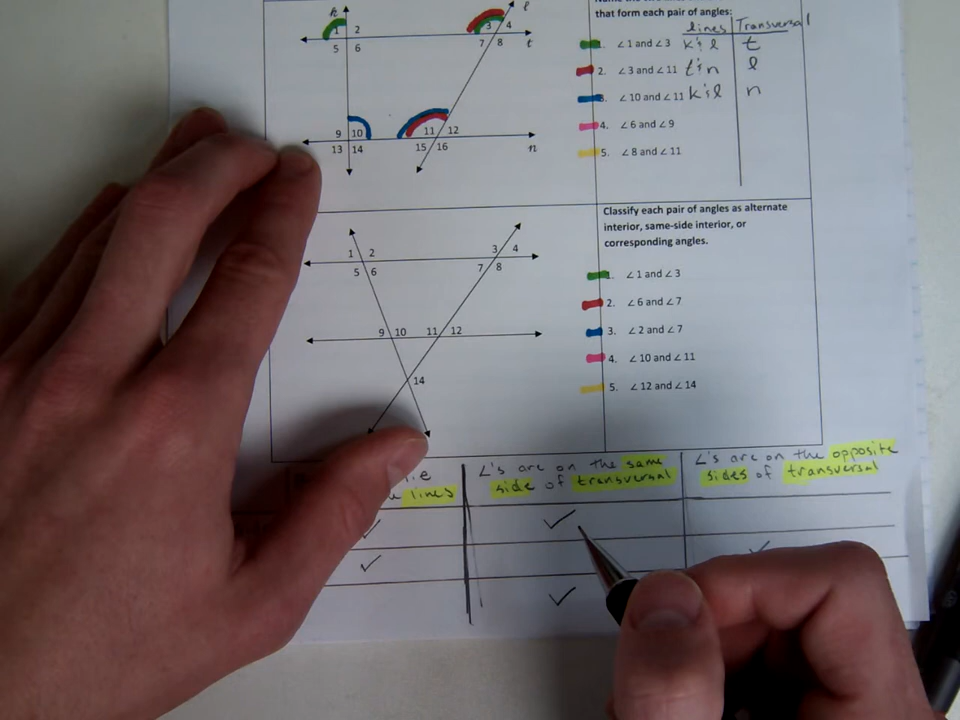 that form each pair of angles:
lines Transversal
1. ∠1 and ∠3 k & l t
2. ∠3 and ∠11 t & n l
3. ∠10 and ∠11 k & l n
4. ∠6 and ∠9
5. ∠8 and ∠11
k l
1 2 3 4
5 6 7 8 t
9 10 11 12
13 14 15 16 n
Classify each pair of angles as alternate
interior, same-side interior, or
corresponding angles.
1. ∠1 and ∠3
2. ∠6 and ∠7
3. ∠2 and ∠7
4. ∠10 and ∠11
5. ∠12 and ∠14
1 2 3 4
5 6 7 8
9 10 11 12
14
lines
∠'s are on the same
side of transversal
∠'s are on the opposite
sides of transversal